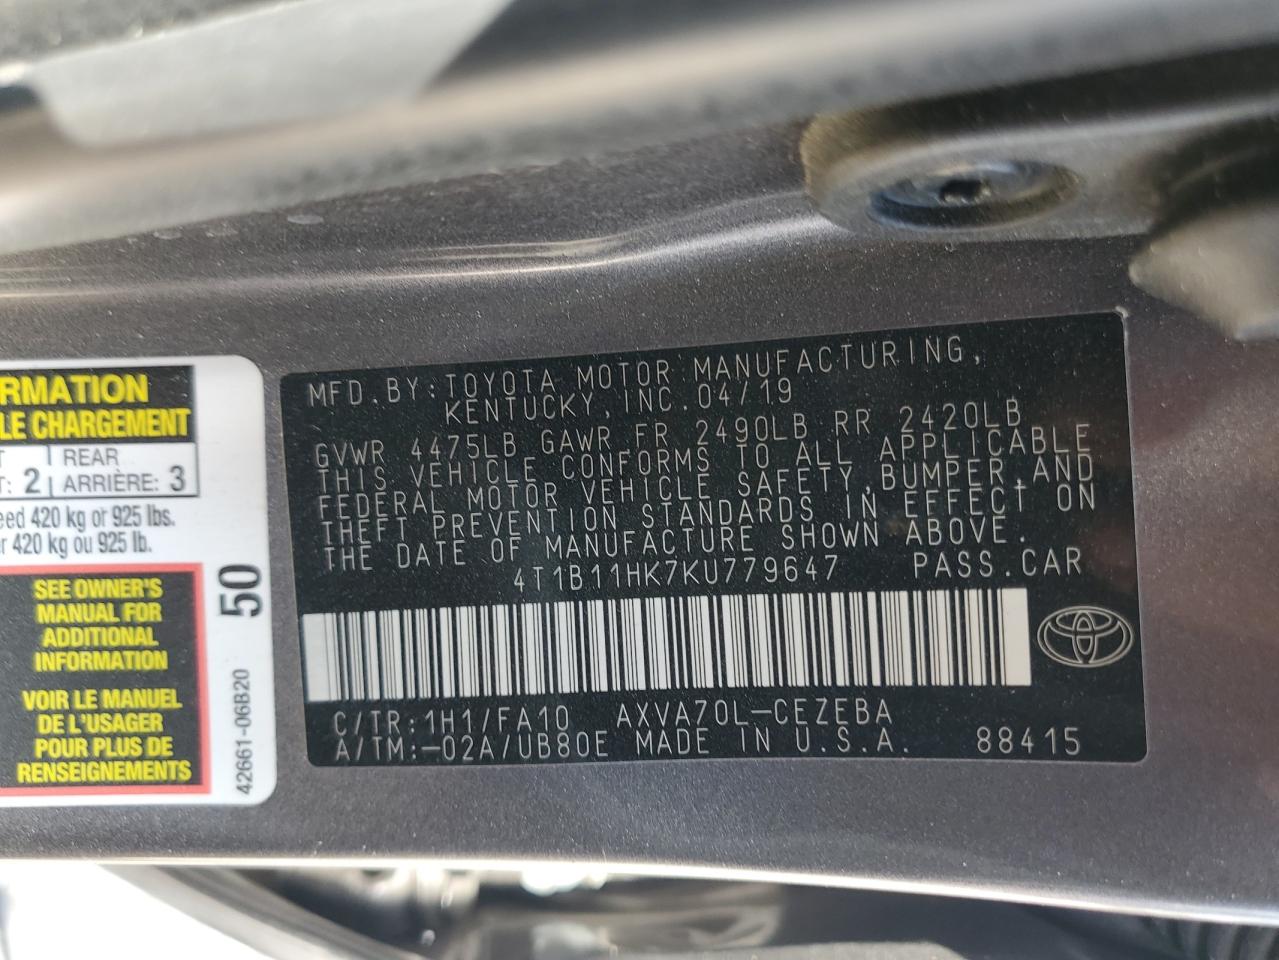 ORMATION
LE CHARGEMENT
T : 2 REAR ARRIÈRE: 3
eed 420 kg or 925 lbs.
r 420 kg ou 925 lb.
SEE OWNER'S
MANUAL FOR
ADDITIONAL
INFORMATION
VOIR LE MANUEL
DE L'USAGER
POUR PLUS DE
RENSEIGNEMENTS
50
42661-06B20
MFD.BY:TOYOTA MOTOR MANUFACTURING,
KENTUCKY,INC.04/19
GVWR 4475LB GAWR FR 2490LB RR 2420LB
THIS VEHICLE CONFORMS TO ALL APPLICABLE
FEDERAL MOTOR VEHICLE SAFETY,BUMPER,AND
THEFT PREVENTION STANDARDS IN EFFECT ON
THE DATE OF MANUFACTURE SHOWN ABOVE.
4T1B11HK7KU779647 PASS.CAR
C/TR:1H1/FA10 AXVA70L-CEZEBA
A/TM:-02A/UB80E MADE IN U.S.A. 88415